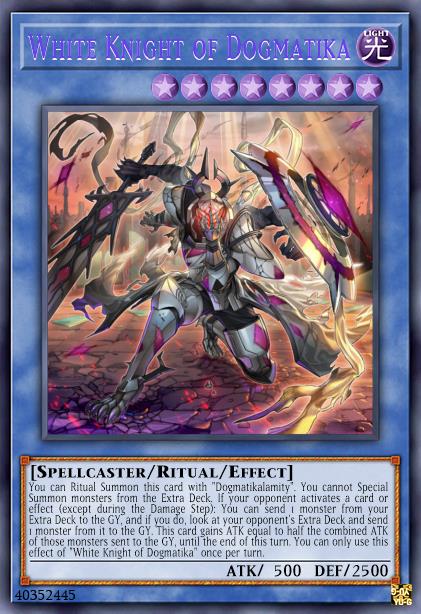 White Knight of Dogmatika
LIGHT
光
[Spellcaster/Ritual/Effect]
You can Ritual Summon this card with "Dogmatikalamity". You cannot Special
Summon monsters from the Extra Deck. If your opponent activates a card or
effect (except during the Damage Step): You can send 1 monster from your
Extra Deck to the GY, and if you do, look at your opponent's Extra Deck and send
1 monster from it to the GY. This card gains ATK equal to half the combined ATK
of those monsters sent to the GY, until the end of this turn. You can only use this
effect of "White Knight of Dogmatika" once per turn.
ATK/ 500 DEF/2500
40352445